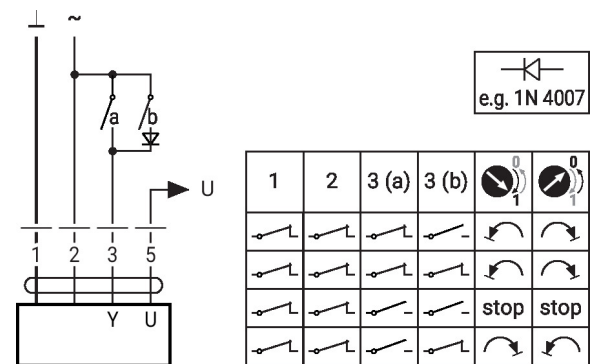 ⊥ ~
e.g. 1N 4007
a b
U
1 2 3 5
Y U
1 2 3 (a) 3 (b) 0 1 0 1
stop stop